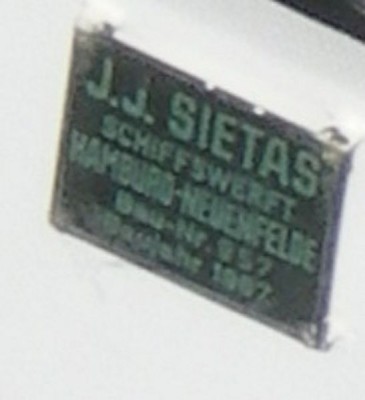 J.J. SIETAS
SCHIFFSWERFT
HAMBURG-NEUENFELDE
Bau-Nr.
Baujahr